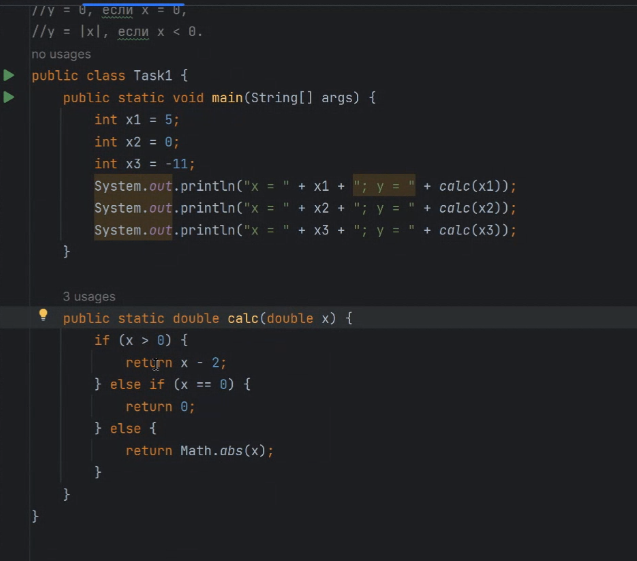 //y = 0, если x = 0,
//y = |x|, если x < 0.
no usages
public class Task1 {
public static void main(String[] args) {
int x1 = 5;
int x2 = 0;
int x3 = -11;
System.out.println("x = " + x1 + "; y = " + calc(x1));
System.out.println("x = " + x2 + "; y = " + calc(x2));
System.out.println("x = " + x3 + "; y = " + calc(x3));
}
3 usages
public static double calc(double x) {
if (x > 0) {
return x - 2;
} else if (x == 0) {
return 0;
} else {
return Math.abs(x);
}
}
}